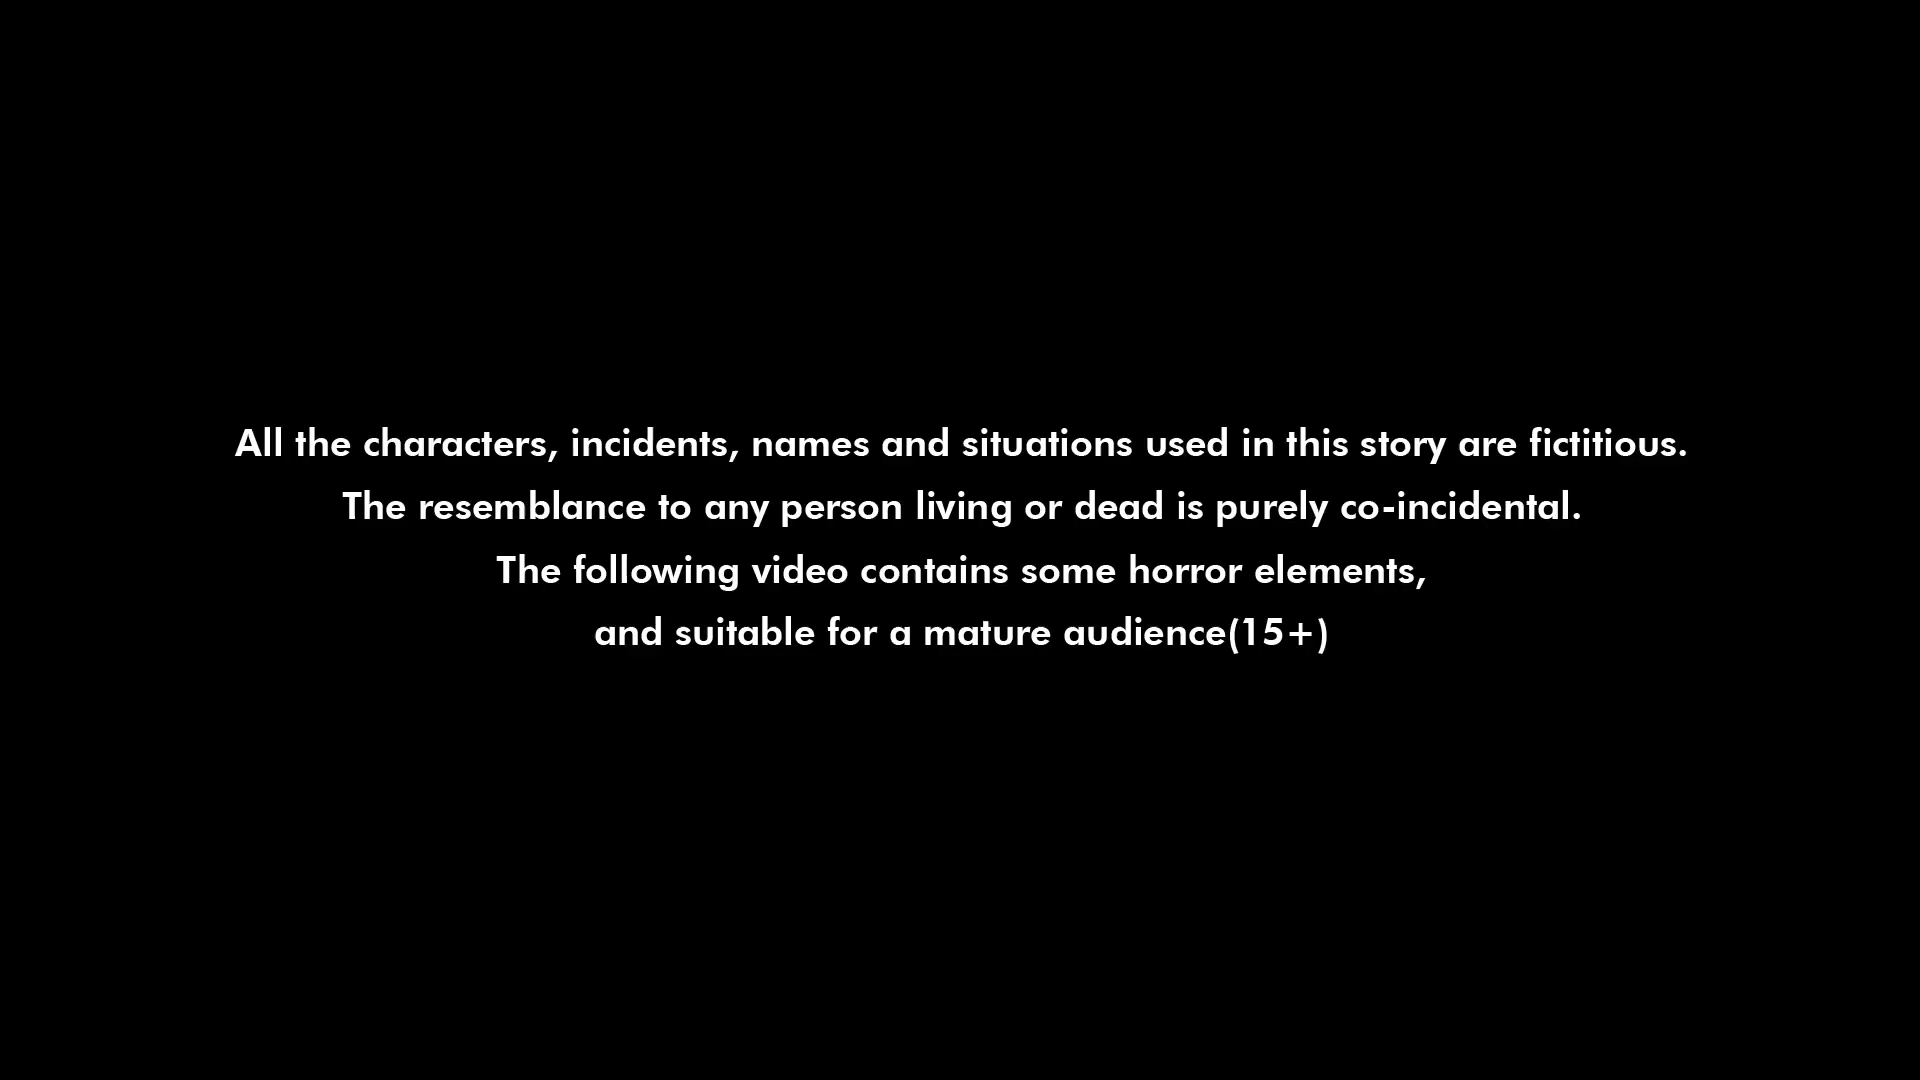 All the characters, incidents, names and situations used in this story are fictitious.
The resemblance to any person living or dead is purely co-incidental.
The following video contains some horror elements,
and suitable for a mature audience(15+)